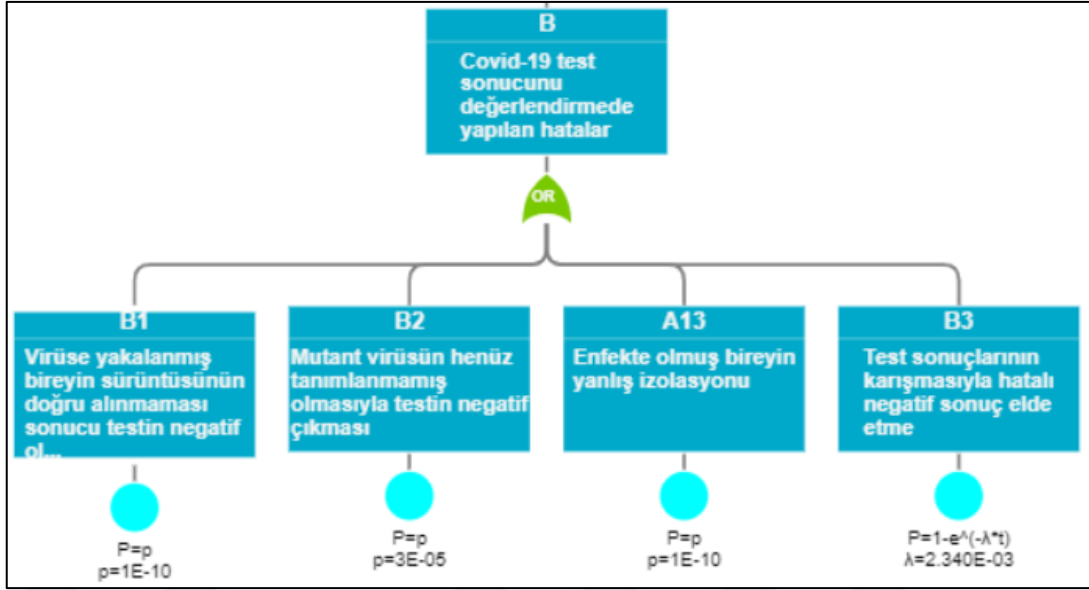 B
Covid-19 test
sonucunu
değerlendirmede
yapılan hatalar
OR
B1
Virüse yakalanmış
bireyin sürüntüsünün
doğru alınmaması
sonucu testin negatif
ol...
P=p
p=1E-10
B2
Mutant virüsün henüz
tanımlanmamış
olmasıyla testin negatif
çıkması
P=p
p=3E-05
A13
Enfekte olmuş bireyin
yanlış izolasyonu
P=p
p=1E-10
B3
Test sonuçlarının
karışmasıyla hatalı
negatif sonuç elde
etme
P=1-e^(-λ*t)
λ=2.340E-03